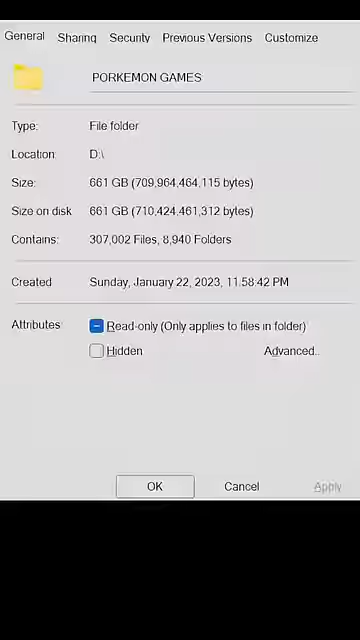 General Sharing Security Previous Versions Customize
PORKEMON GAMES
Type: File folder
Location: D:\
Size: 661 GB (709,964,464,115 bytes)
Size on disk 661 GB (710,424,461,312 bytes)
Contains: 307,002 Files, 8,940 Folders
Created Sunday, January 22, 2023, 11:58:42 PM
Attributes: Read-only (Only applies to files in folder)
Hidden Advanced..
OK Cancel Apply